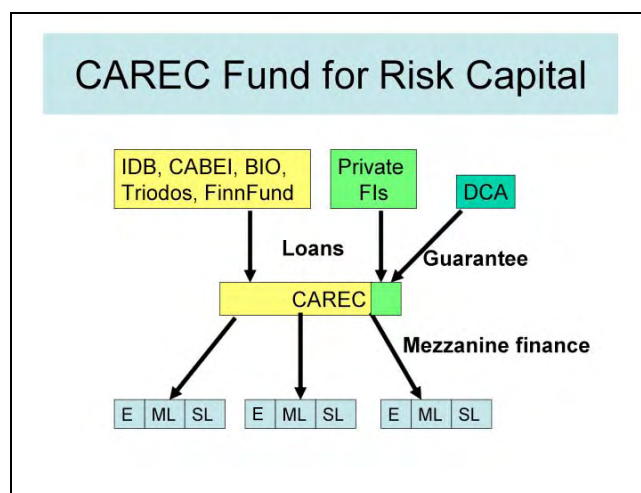 CAREC Fund for Risk Capital
IDB, CABEI, BIO,
Triodos, FinnFund
Private
FIs
DCA
Loans
Guarantee
CAREC
Mezzanine finance
E ML SL
E ML SL
E ML SL